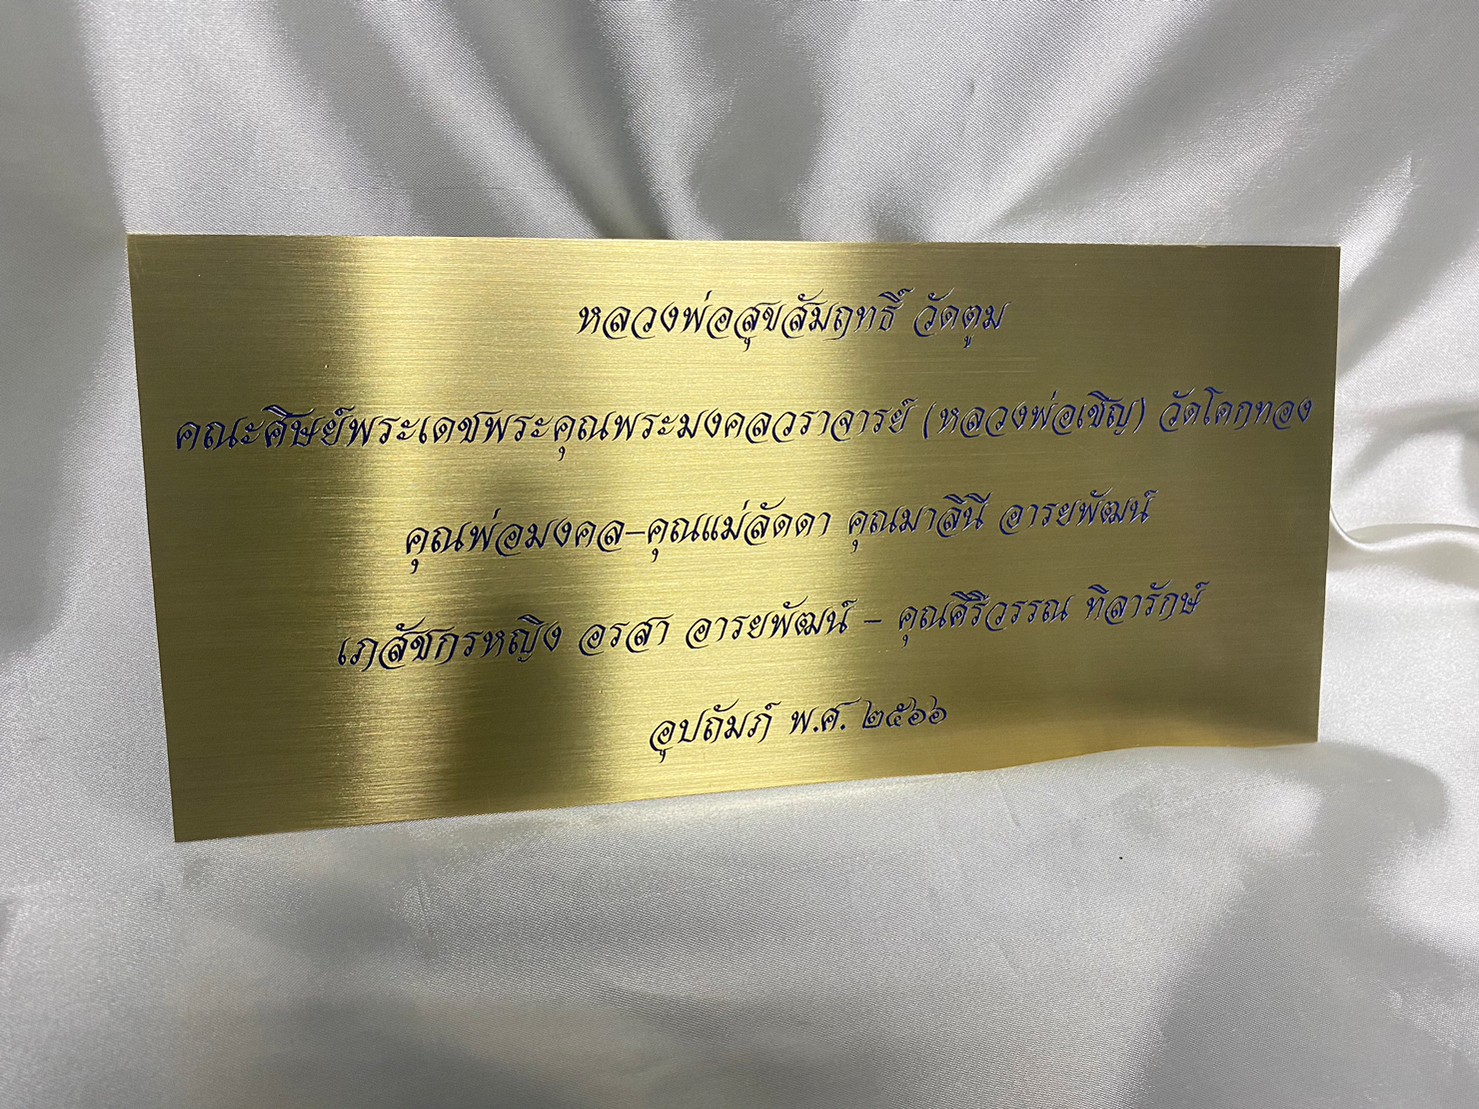 หลวงพ่อสุขสัมฤทธิ์ วัดตูม
คณะศิษย์พระเดชพระคุณพระมงคลวราจารย์ (หลวงพ่อเชิญ) วัดโคกทอง
คุณพ่อมงคล-คุณแม่ลัดดา คุณมาลินี อารยพัฒน์
เภสัชกรหญิง อรสา อารยพัฒน์ - คุณศิริวรรณ ทิลารักษ์
อุปถัมภ์ พ.ศ. ๒๕๖๖